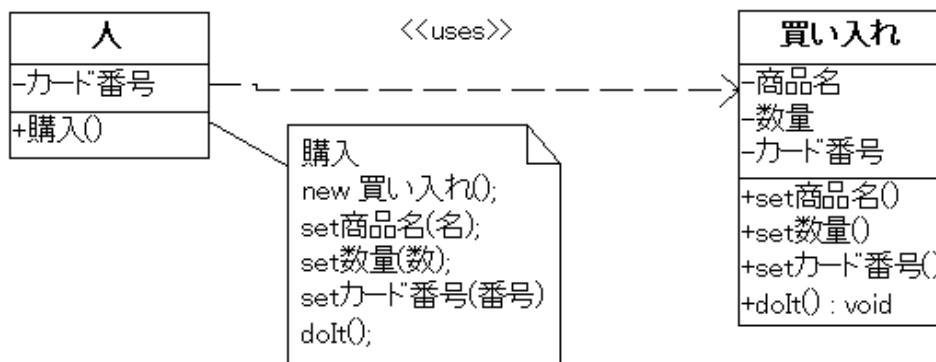 人
-カード番号
+購入()
<<uses>>
買い入れ
-商品名
-数量
-カード番号
+set商品名()
+set数量()
+setカード番号()
+doIt() : void
購入
new 買い入れ();
set商品名(名);
set数量(数);
setカード番号(番号)
doIt();